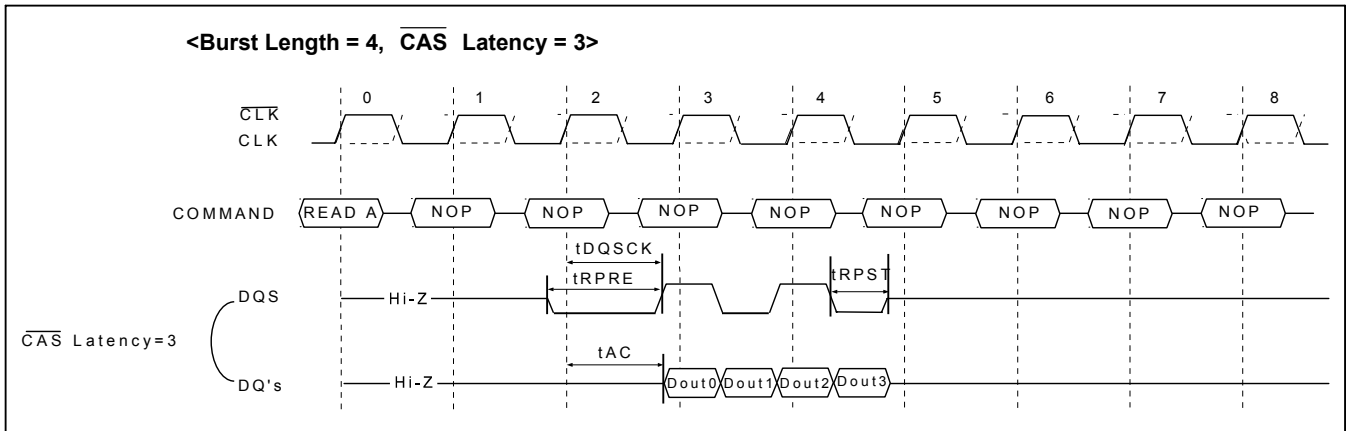 <Burst Length = 4, CAS Latency = 3>
0 1 2 3 4 5 6 7 8
CLK
CLK
COMMAND READ A NOP NOP NOP NOP NOP NOP NOP NOP
tDQSCK
tRPRE tRPST
DQS Hi-Z
CAS Latency=3
tAC
DQ's Hi-Z Dout0 Dout1 Dout2 Dout3